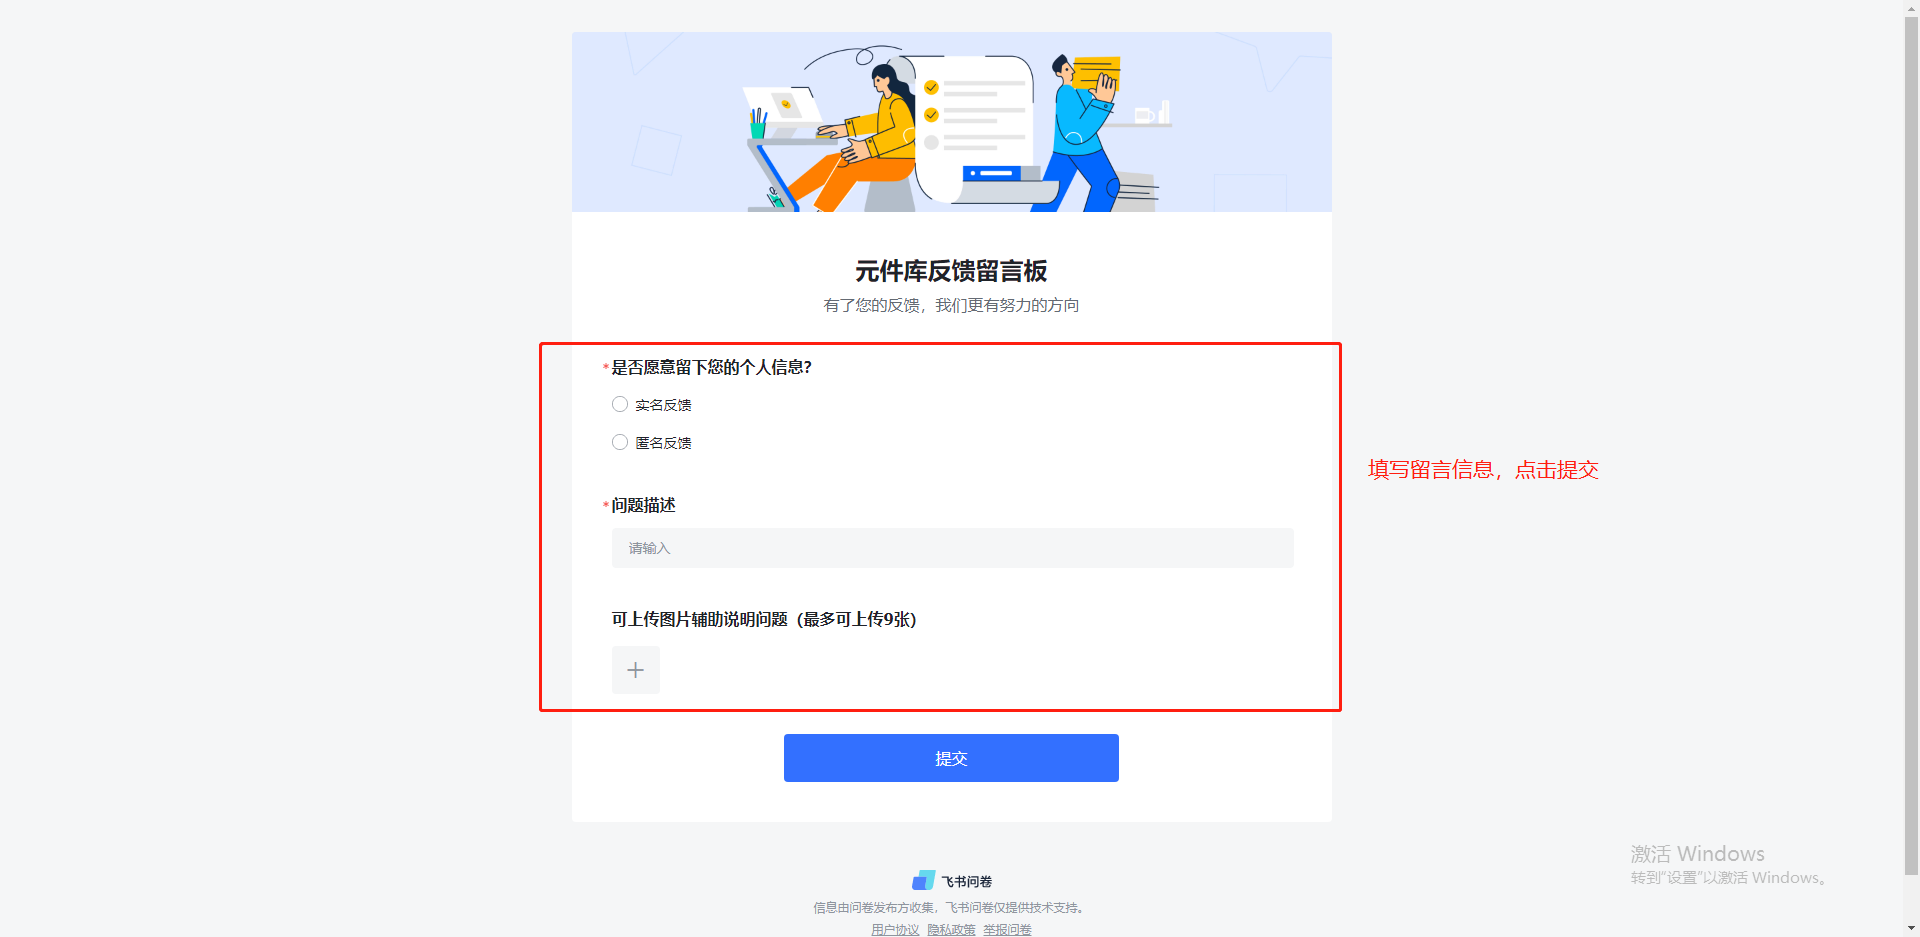 元件库反馈留言板
有了您的反馈，我们更有努力的方向
*是否愿意留下您的个人信息?
实名反馈
匿名反馈
填写留言信息，点击提交
*问题描述
请输入
可上传图片辅助说明问题（最多可上传9张）
提交
激活 Windows
转到“设置”以激活 Windows。
飞书问卷
信息由问卷发布方收集，飞书问卷仅提供技术支持。
用户协议 隐私政策 举报问卷